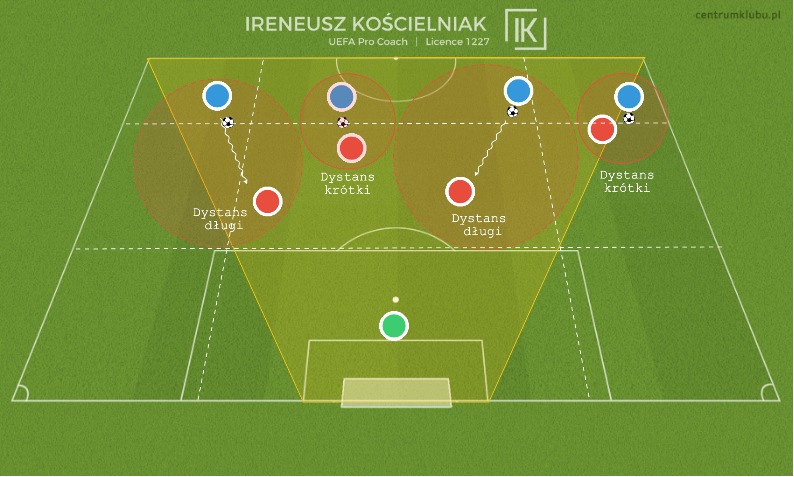 IRENEUSZ KOŚCIELNIAK
UEFA Pro Coach | Licence 1227
IK
centrumklubu.pl
Dystans
krótki
Dystans
krótki
Dystans
długi
Dystans
długi